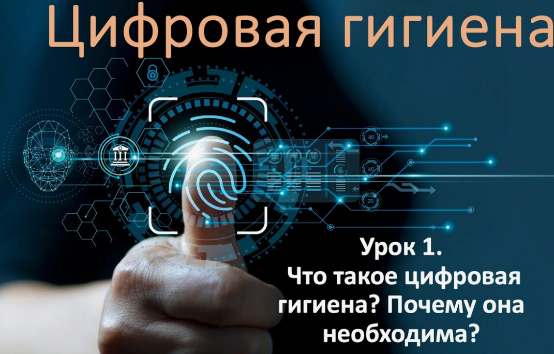 Цифровая гигиена
Урок 1.
Что такое цифровая
гигиена? Почему она
необходима?